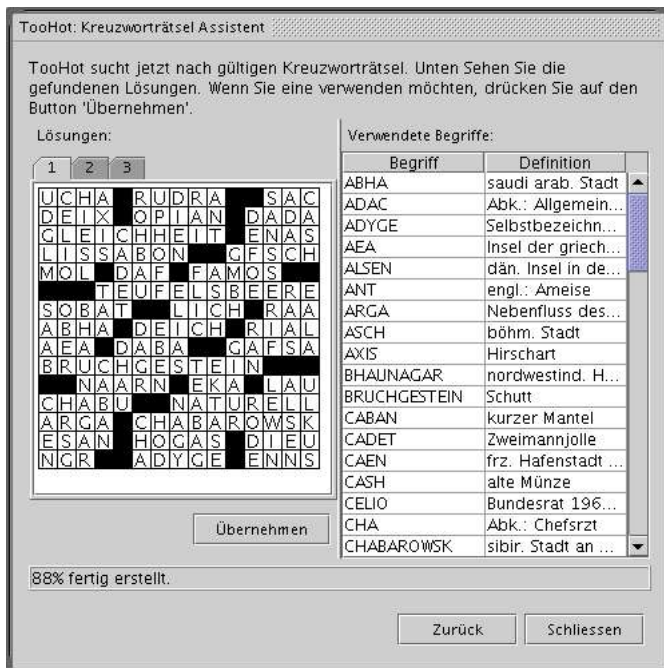 TooHot: Kreuzworträtsel Assistent
TooHot sucht jetzt nach gültigen Kreuzworträtsel. Unten Sehen Sie die
gefundenen Lösungen. Wenn Sie eine verwenden möchten, drücken Sie auf den
Button 'Übernehmen'.
Lösungen:
1 2 3
UCHA RUDRA SAC
DEIX OPIAN DADA
GLEICHHEIT ENAS
LISSABON GFSCH
MOL DAF FAMOS
TEUFELSBEERE
SOBAT LICH RAA
ABHA DEICH RIAL
AEA DABA GAFSA
BRUCHGESTEIN
NAARN EKA LAU
CHABU NATURELL
ARGA CHABAROWSK
ESAN HOGAS DIEU
NGR ADYGE ENNS
Übernehmen
Verwendete Begriffe:
Begriff Definition
ABHA saudi arab. Stadt
ADAC Abk.: Allgemein...
ADYGE Selbstbezeichn...
AEA Insel der griech...
ALSEN dän. Insel in de...
ANT engl.: Ameise
ARGA Nebenfluss des...
ASCH böhm. Stadt
AXIS Hirschart
BHAUNAGAR nordwestind. H...
BRUCHGESTEIN Schutt
CABAN kurzer Mantel
CADET Zweimannjolle
CAEN frz. Hafenstadt ...
CASH alte Münze
CELIO Bundesrat 196...
CHA Abk.: Chefsrzt
CHABAROWSK sibir. Stadt an ...
88% fertig erstellt.
Zurück Schliessen